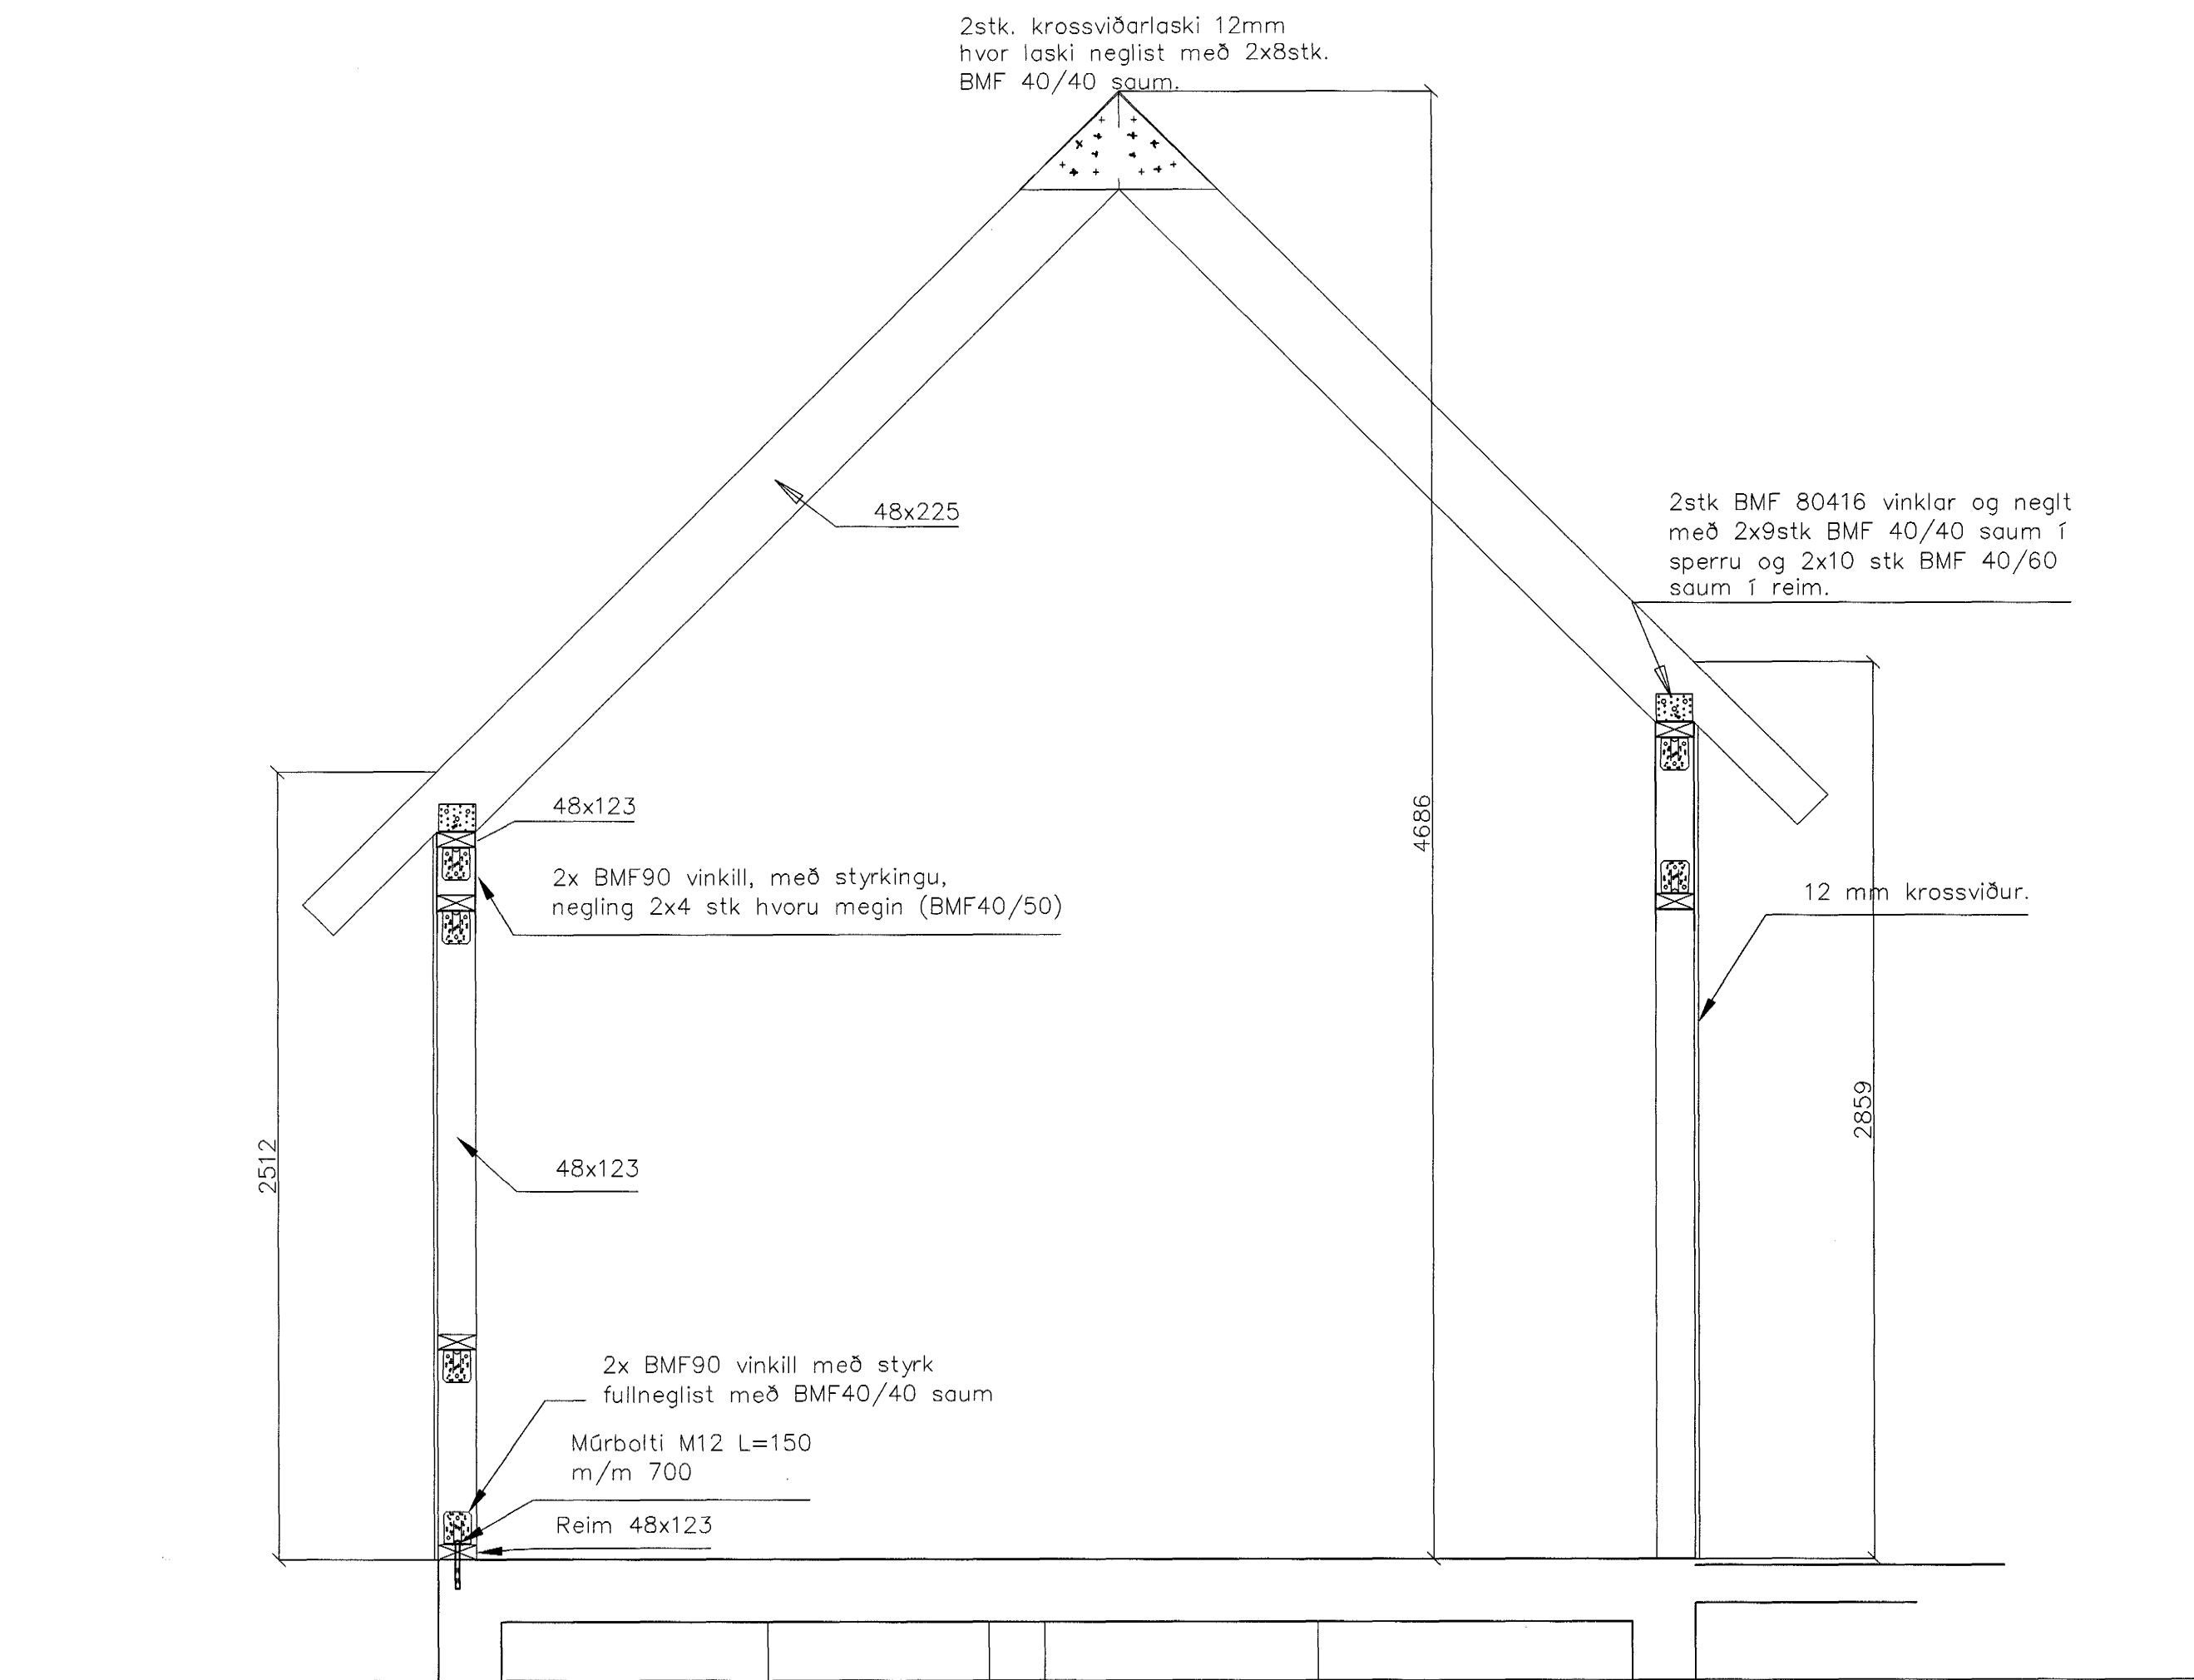 2stk. krossviðarlaski 12mm
hvor laski neglist með 2x8stk.
BMF 40/40 saum.
48x225
2stk BMF 80416 vinklar og neglt
með 2x9stk BMF 40/40 saum í
sperru og 2x10 stk BMF 40/60
saum í reim.
48x123
4686
2x BMF90 vinkill, með styrkingu,
negling 2x4 stk hvoru megin (BMF40/50)
12 mm krossviður.
2859
2512
48x123
2x BMF90 vinkill með styrk
fullneglist með BMF40/40 saum
Múrbolti M12 L=150
m/m 700
Reim 48x123